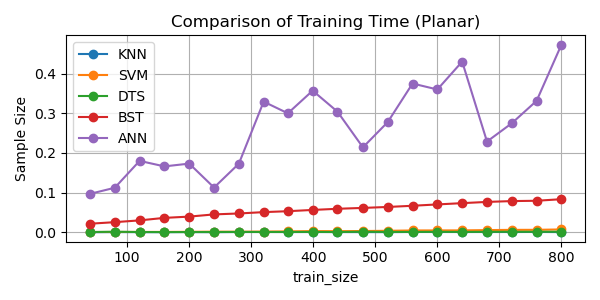 Comparison of Training Time (Planar)
KNN
SVM
DTS
BST
ANN
Sample Size
0.4
0.3
0.2
0.1
0.0
100 200 300 400 500 600 700 800
train_size